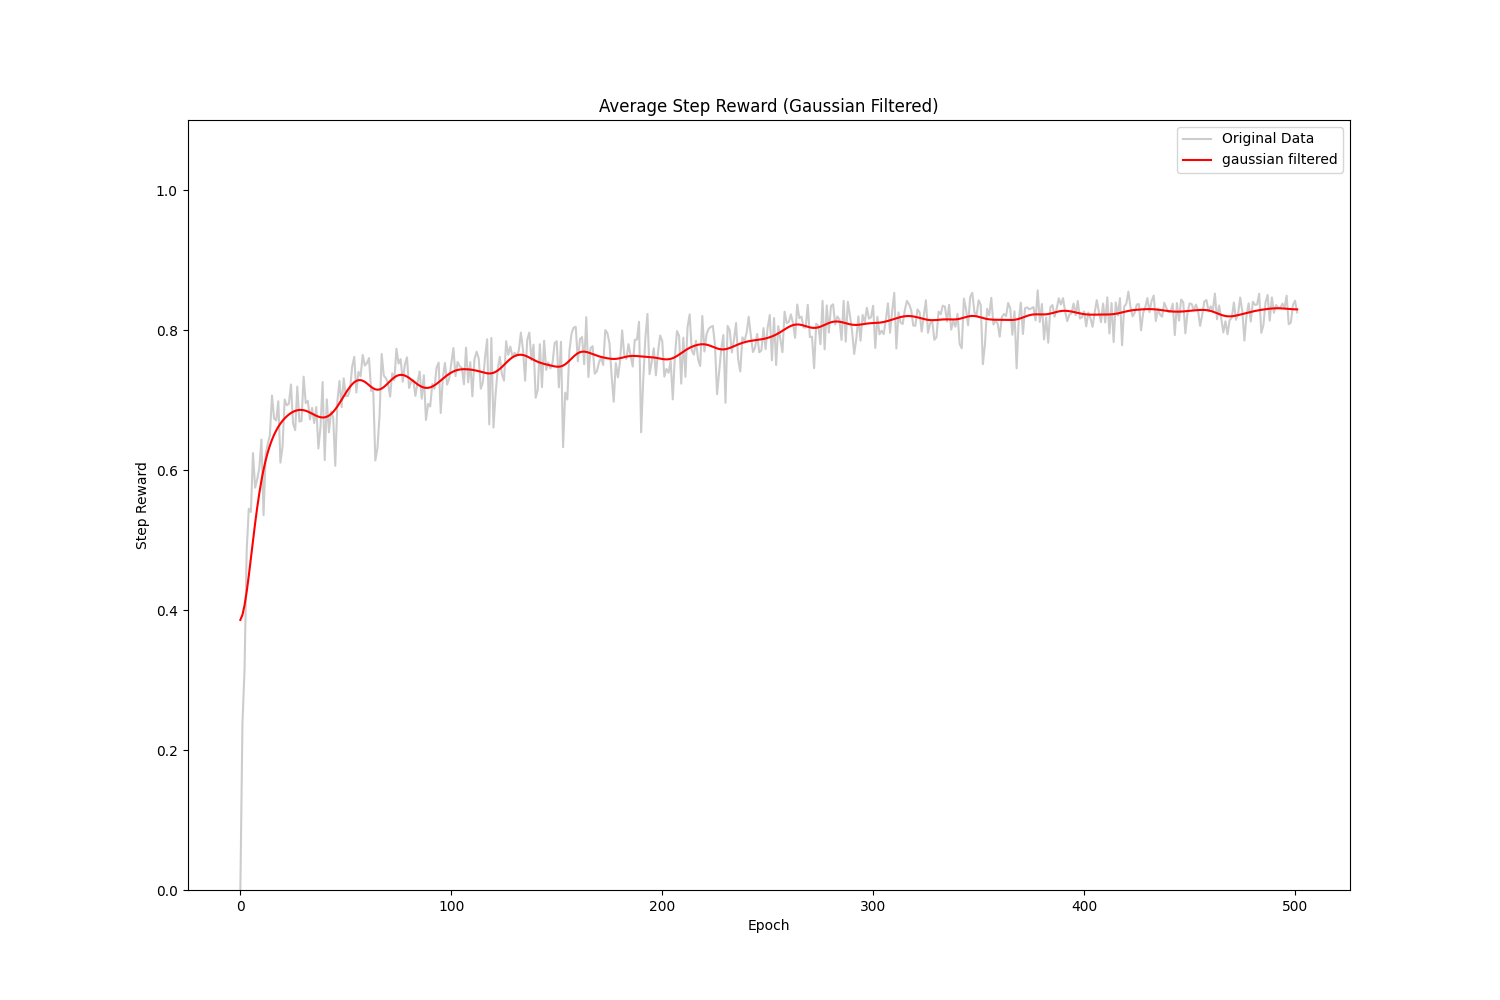 Average Step Reward (Gaussian Filtered)
Original Data
gaussian filtered
1.0
0.8
0.6
0.4
0.2
0.0
Step Reward
0 100 200 300 400 500
Epoch